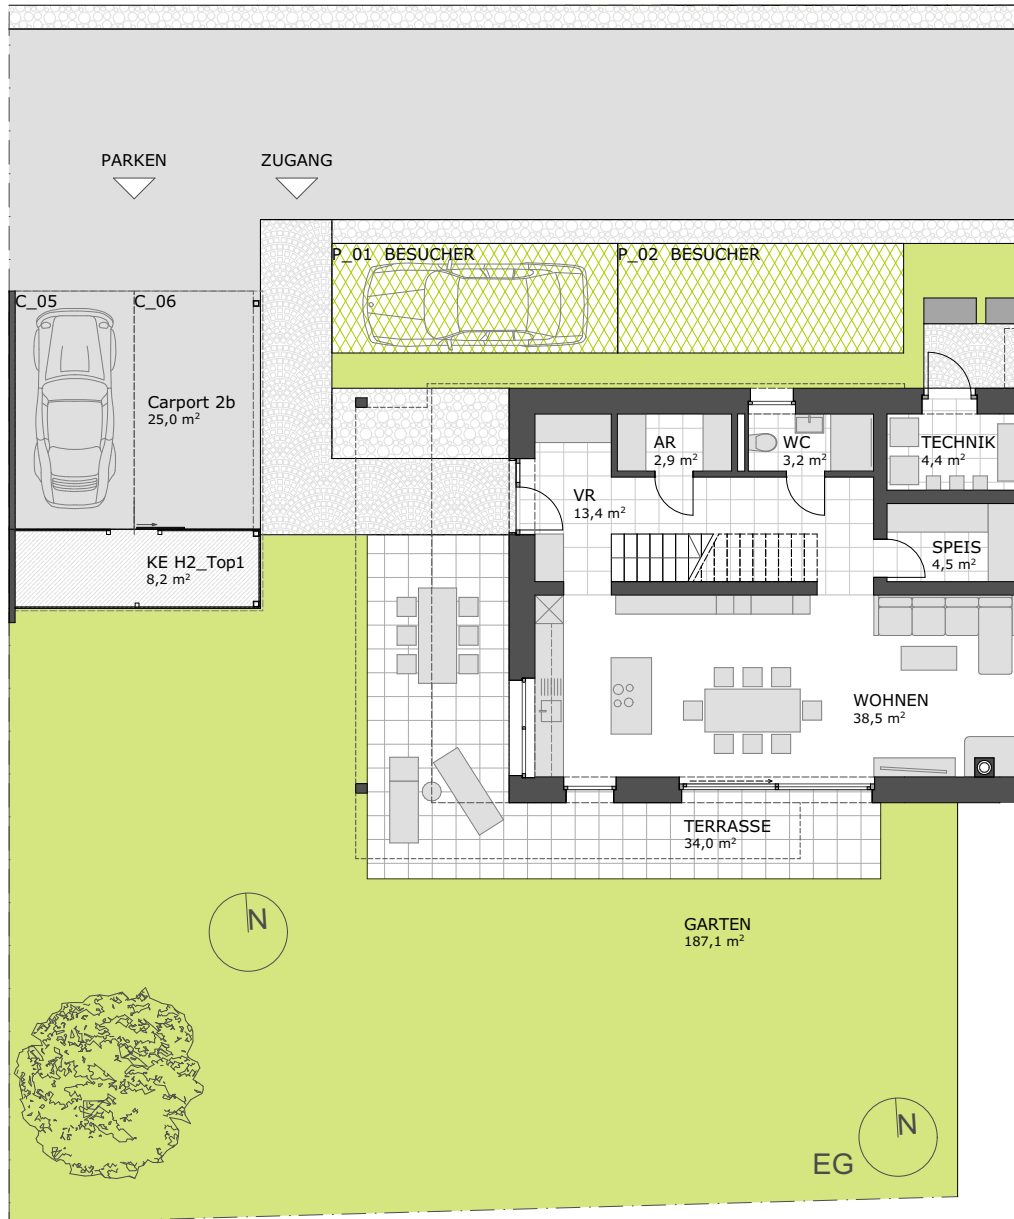 PARKEN
ZUGANG
P_01 BESUCHER
P_02 BESUCHER
C_05
C_06
Carport 2b
25,0 m²
AR
2,9 m²
WC
3,2 m²
TECHNIK
4,4 m²
VR
13,4 m²
KE H2_Top1
8,2 m²
SPEIS
4,5 m²
WOHNEN
38,5 m²
TERRASSE
34,0 m²
GARTEN
187,1 m²
N
N
EG